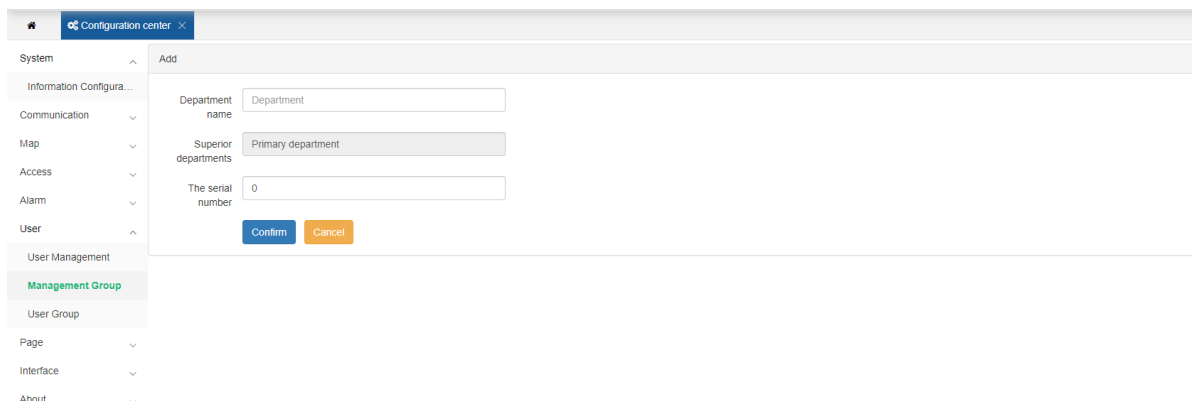 Configuration center
System
Add
Information Configura...
Department
name
Department
Communication
Map
Superior
departments
Primary department
Access
The serial
number
0
Alarm
User
Confirm
Cancel
User Management
Management Group
User Group
Page
Interface
About